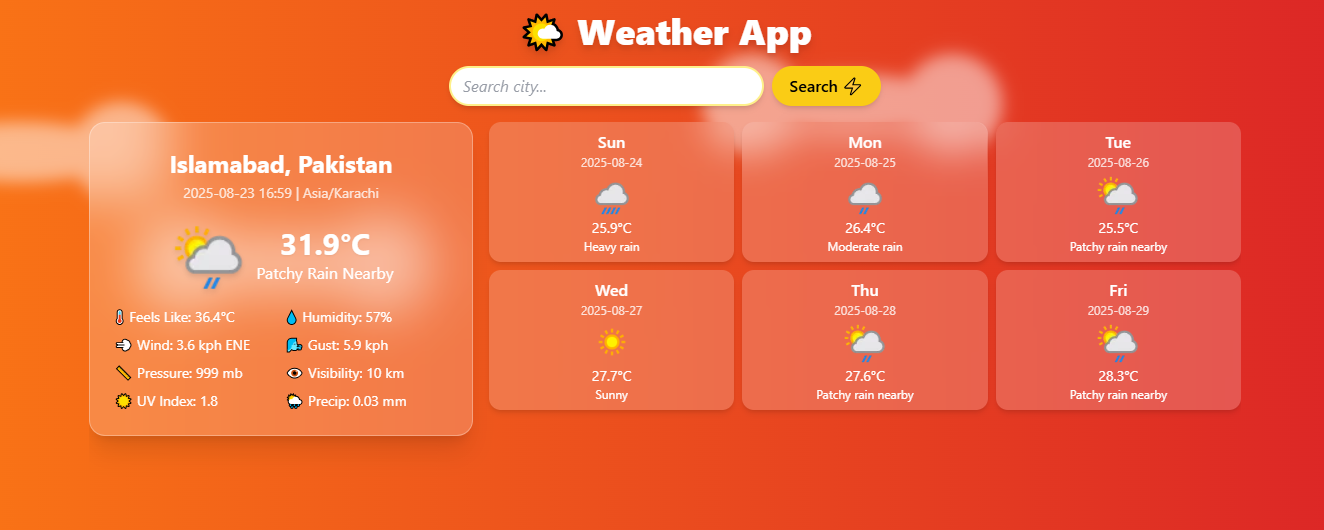 Weather App
Search city...
Search
Islamabad, Pakistan
2025-08-23 16:59 | Asia/Karachi
31.9°C
Patchy Rain Nearby
Feels Like: 36.4°C
Humidity: 57%
Wind: 3.6 kph ENE
Gust: 5.9 kph
Pressure: 999 mb
Visibility: 10 km
UV Index: 1.8
Precip: 0.03 mm
Sun
2025-08-24
25.9°C
Heavy rain
Mon
2025-08-25
26.4°C
Moderate rain
Tue
2025-08-26
25.5°C
Patchy rain nearby
Wed
2025-08-27
27.7°C
Sunny
Thu
2025-08-28
27.6°C
Patchy rain nearby
Fri
2025-08-29
28.3°C
Patchy rain nearby